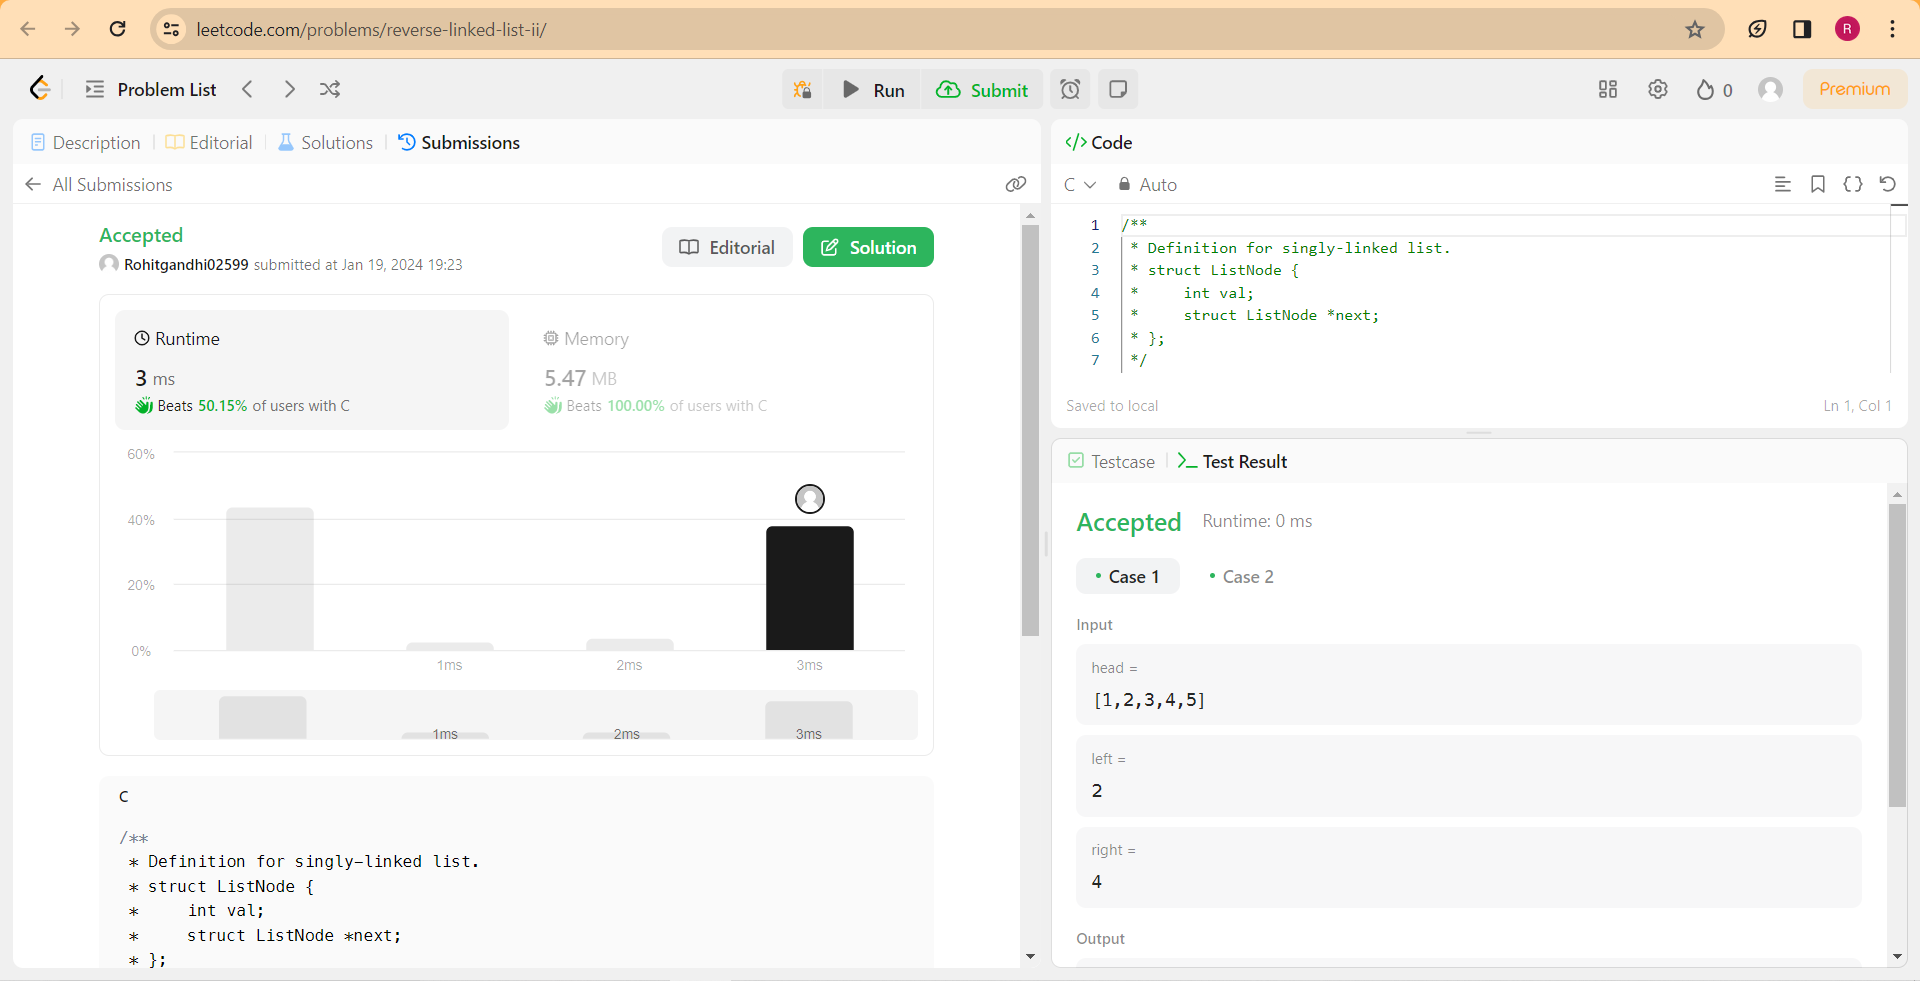 leetcode.com/problems/reverse-linked-list-ii/
R
Problem List
Run
Submit
0
Premium
Description
Editorial
Solutions
Submissions
All Submissions
Accepted
Rohitgandhi02599 submitted at Jan 19, 2024 19:23
Editorial
Solution
Runtime
3 ms
Beats 50.15% of users with C
Memory
5.47 MB
Beats 100.00% of users with C
60%
40%
20%
0%
1ms
2ms
3ms
1ms
2ms
3ms
C
/**
* Definition for singly-linked list.
* struct ListNode {
*     int val;
*     struct ListNode *next;
* };
</> Code
C
Auto
1 /**
2 * Definition for singly-linked list.
3 * struct ListNode {
4 *     int val;
5 *     struct ListNode *next;
6 * };
7 */
Saved to local
Ln 1, Col 1
Testcase
Test Result
Accepted
Runtime: 0 ms
• Case 1
• Case 2
Input
head =
[1,2,3,4,5]
left =
2
right =
4
Output